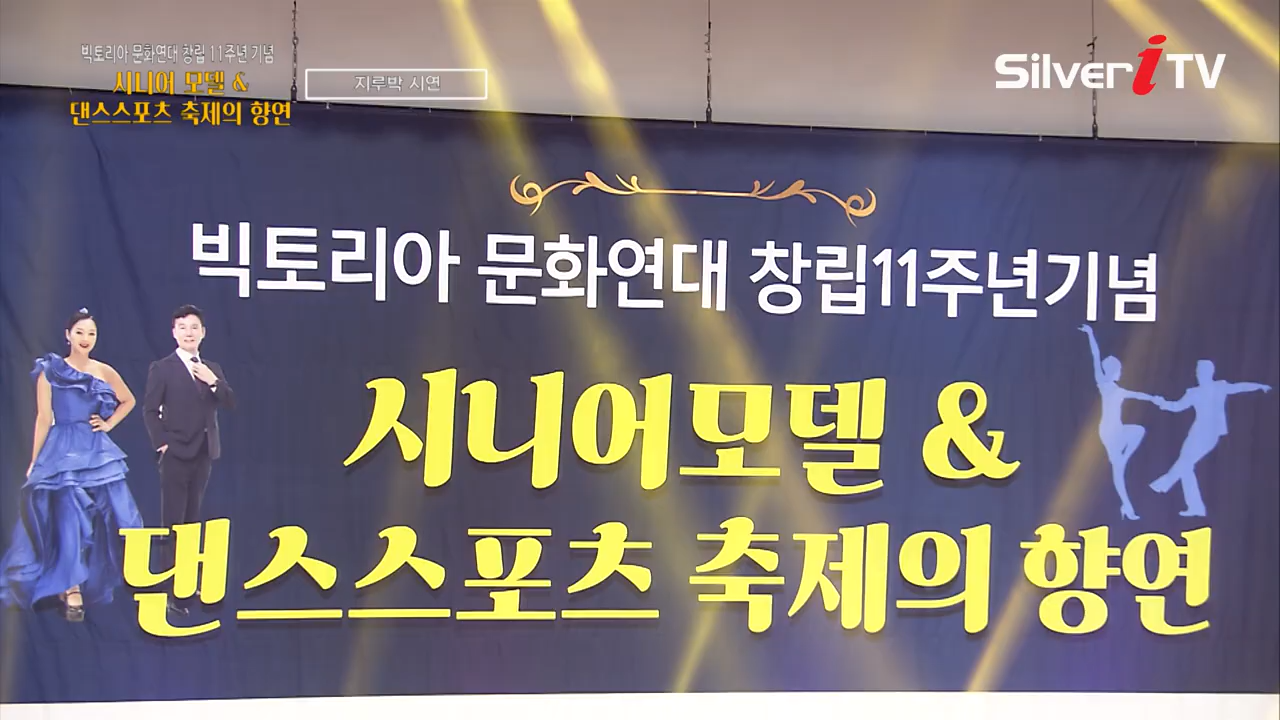 빅토리아 문화연대 창립 11주년 기념
시니어 모델 &
댄스스포츠 축제의 향연
지루박 시연
Silver i TV
빅토리아 문화연대 창립11주년기념
시니어모델 &
댄스스포츠 축제의 향연